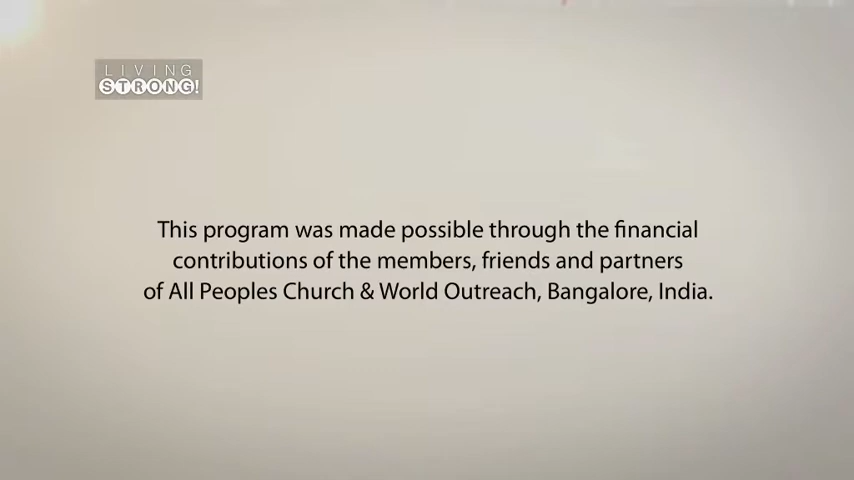 LIVING
STRONG!
This program was made possible through the financial
contributions of the members, friends and partners
of All Peoples Church & World Outreach, Bangalore, India.